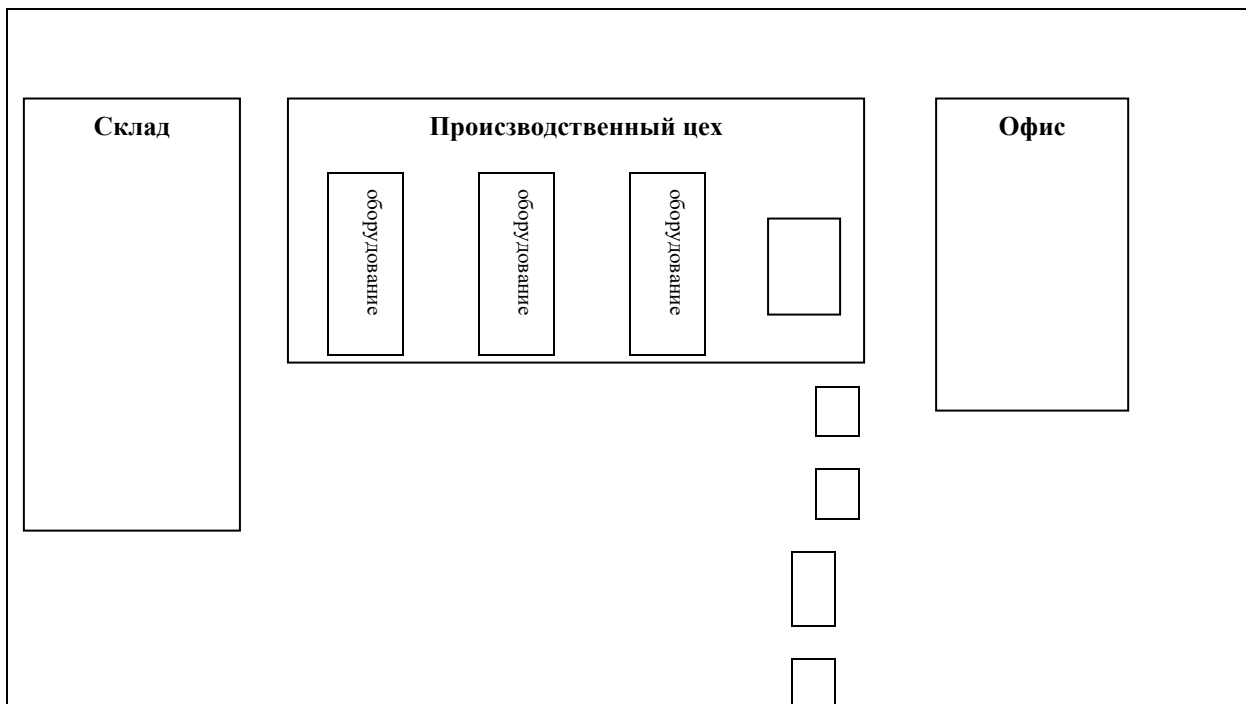 Склад
Происзводственный цех
Офис
оборудование
оборудование
оборудование